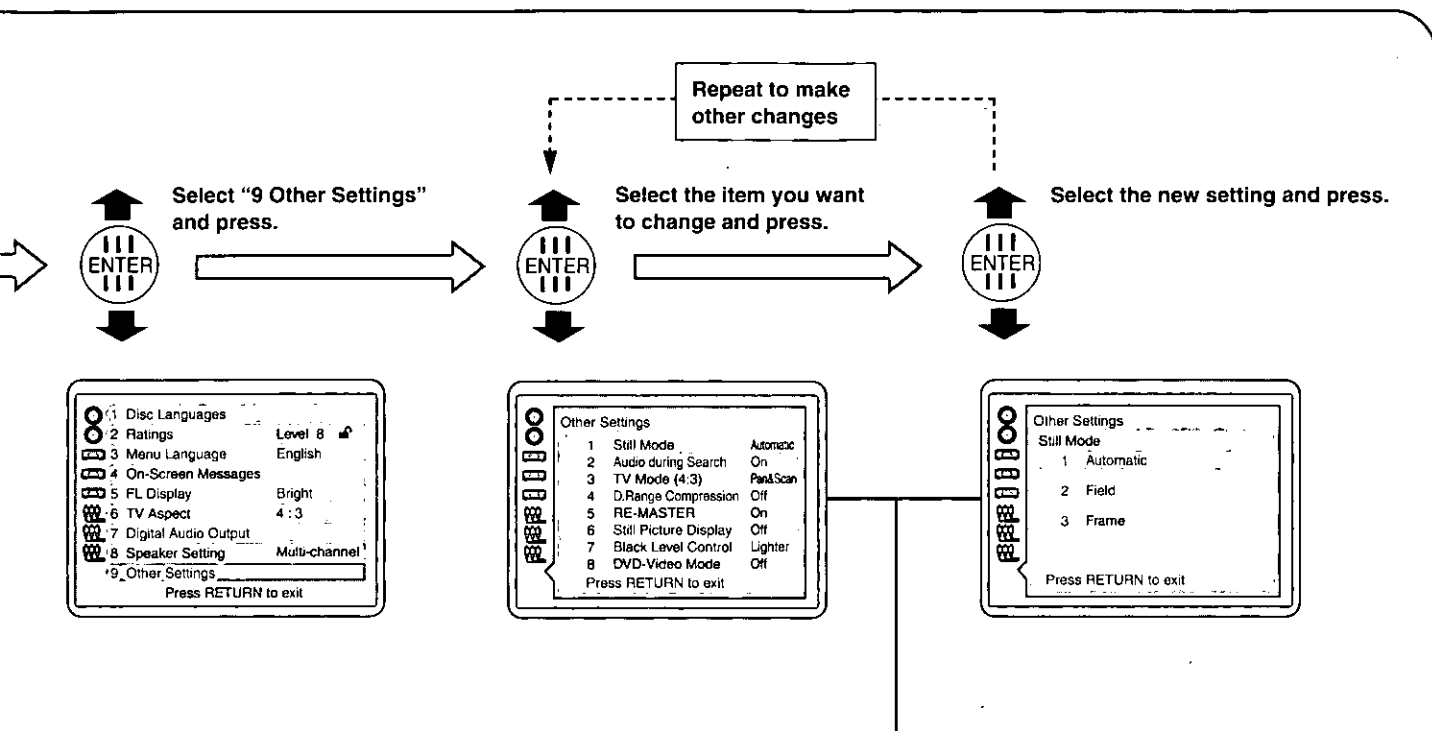 Repeat to make
other changes
Select “9 Other Settings”
and press.
Select the item you want
to change and press.
Select the new setting and press.
ENTER
ENTER
ENTER
1 Disc Languages
2 Ratings Level 8
3 Menu Language English
4 On-Screen Messages
5 FL Display Bright
6 TV Aspect 4 : 3
7 Digital Audio Output
8 Speaker Setting Multi-channel
9 Other Settings
Press RETURN to exit
Other Settings
1 Still Mode Automatic
2 Audio during Search On
3 TV Mode (4:3) Pan&Scan
4 D.Range Compression Off
5 RE-MASTER On
6 Still Picture Display Off
7 Black Level Control Lighter
8 DVD-Video Mode Off
Press RETURN to exit
Other Settings
Still Mode
1 Automatic
2 Field
3 Frame
Press RETURN to exit